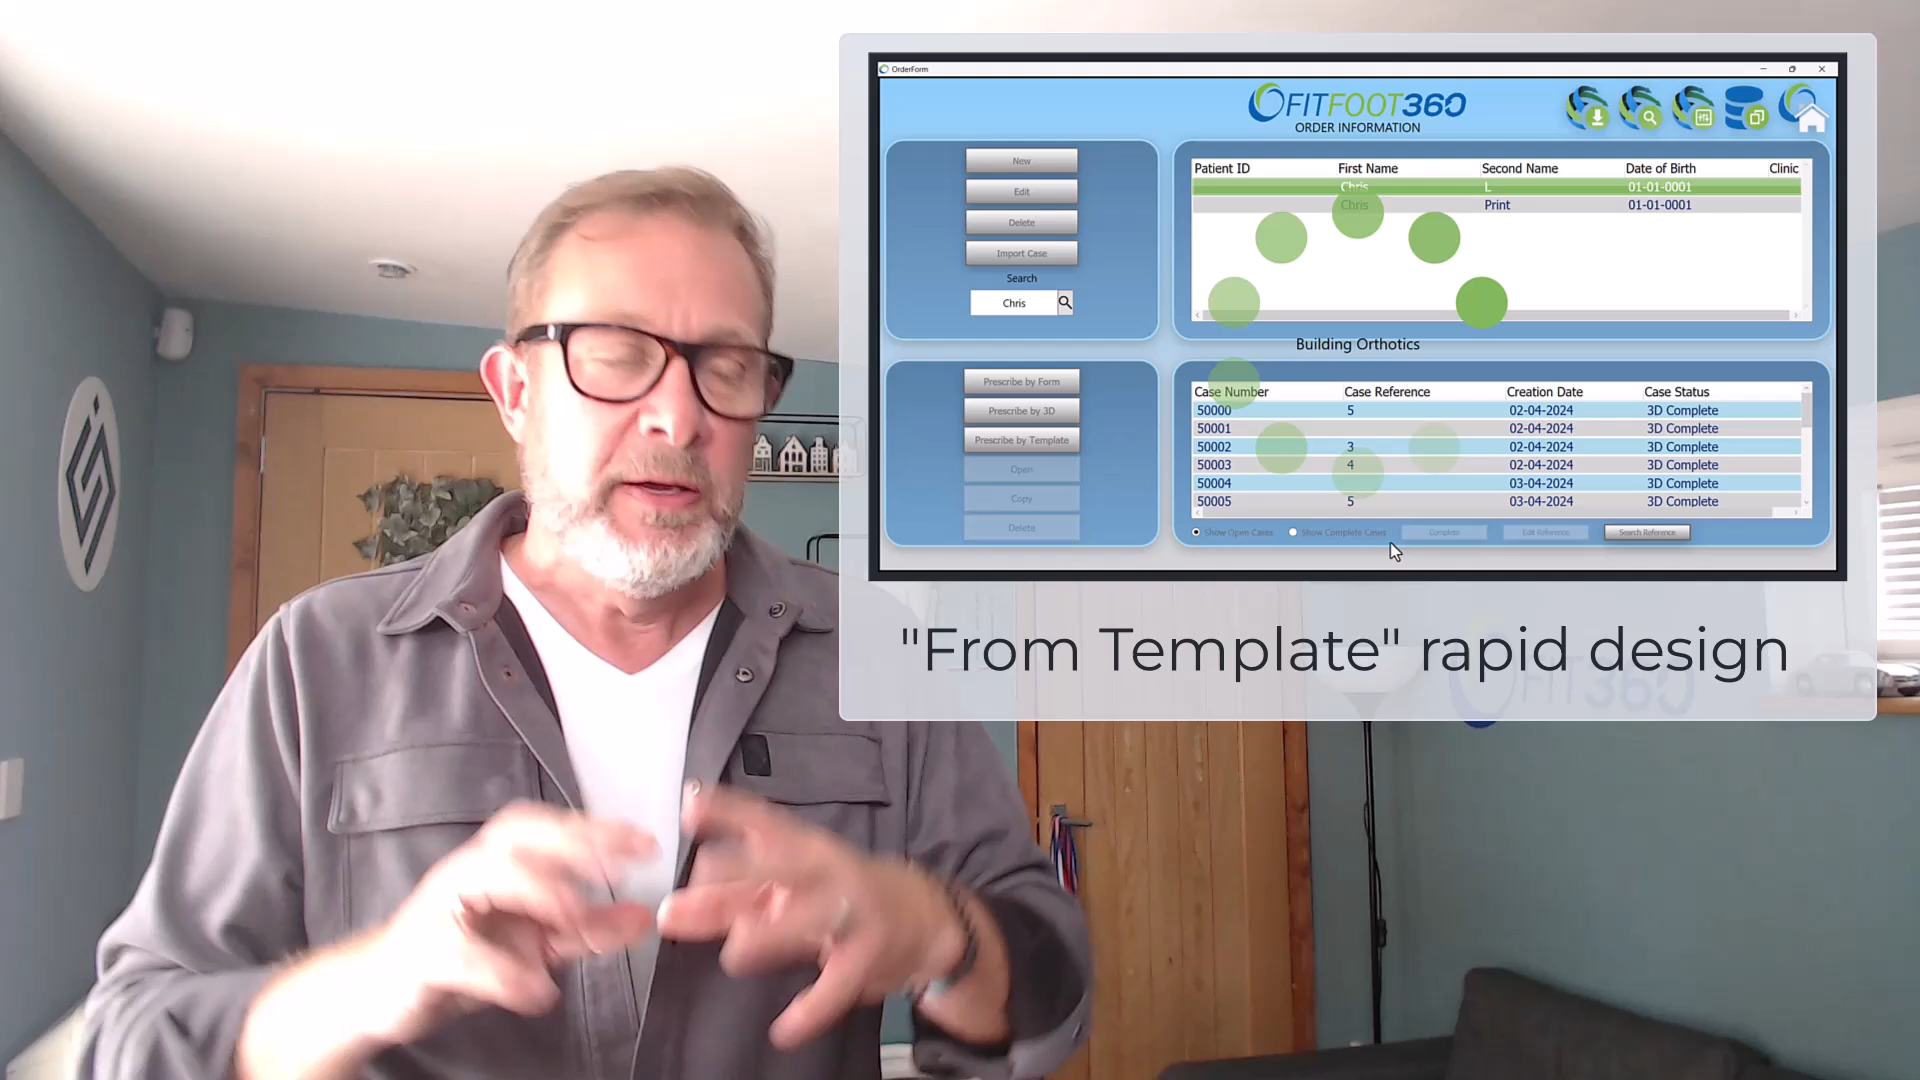 OrderForm
FITFOOT360
ORDER INFORMATION
New
Edit
Delete
Import Case
Search
Chris
Patient ID First Name Second Name Date of Birth Clinic
Chris L 01-01-0001
Chris Print 01-01-0001
Building Orthotics
Prescribe by Form
Prescribe by 3D
Prescribe by Template
Open
Copy
Delete
Case Number Case Reference Creation Date Case Status
50000 5 02-04-2024 3D Complete
50001 02-04-2024 3D Complete
50002 3 02-04-2024 3D Complete
50003 4 02-04-2024 3D Complete
50004 03-04-2024 3D Complete
50005 5 03-04-2024 3D Complete
Show Open Cases Show Complete Cases Complete Edit Reference Search Reference
"From Template" rapid design
FIT360